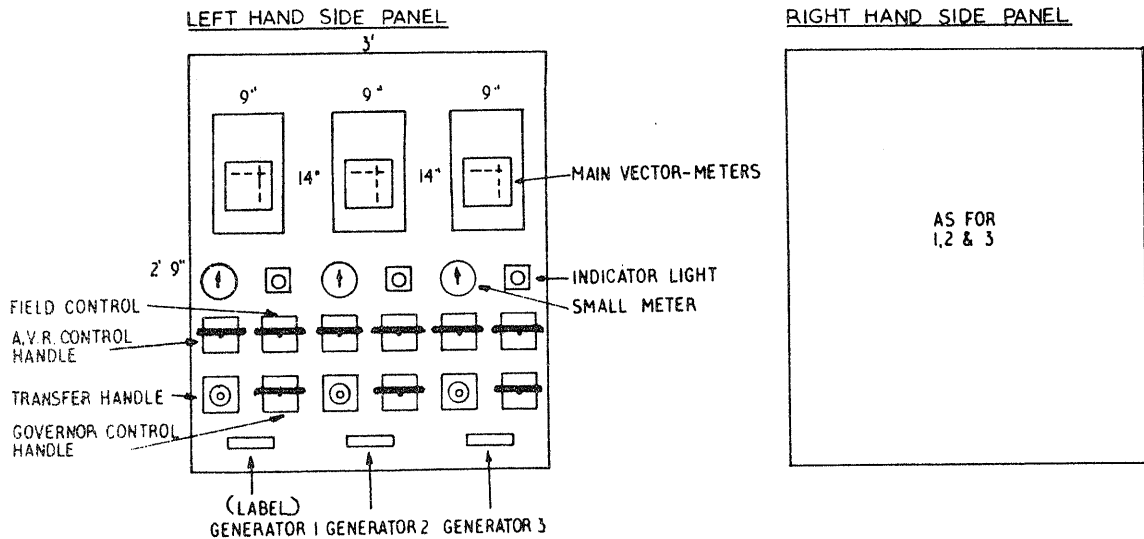 LEFT HAND SIDE PANEL
RIGHT HAND SIDE PANEL
3'
9"
9"
9"
14"
14"
MAIN VECTOR-METERS
AS FOR
1,2 & 3
2' 9"
INDICATOR LIGHT
SMALL METER
FIELD CONTROL
A.V.R. CONTROL
HANDLE
TRANSFER HANDLE
GOVERNOR CONTROL
HANDLE
(LABEL)
GENERATOR 1 GENERATOR 2 GENERATOR 3